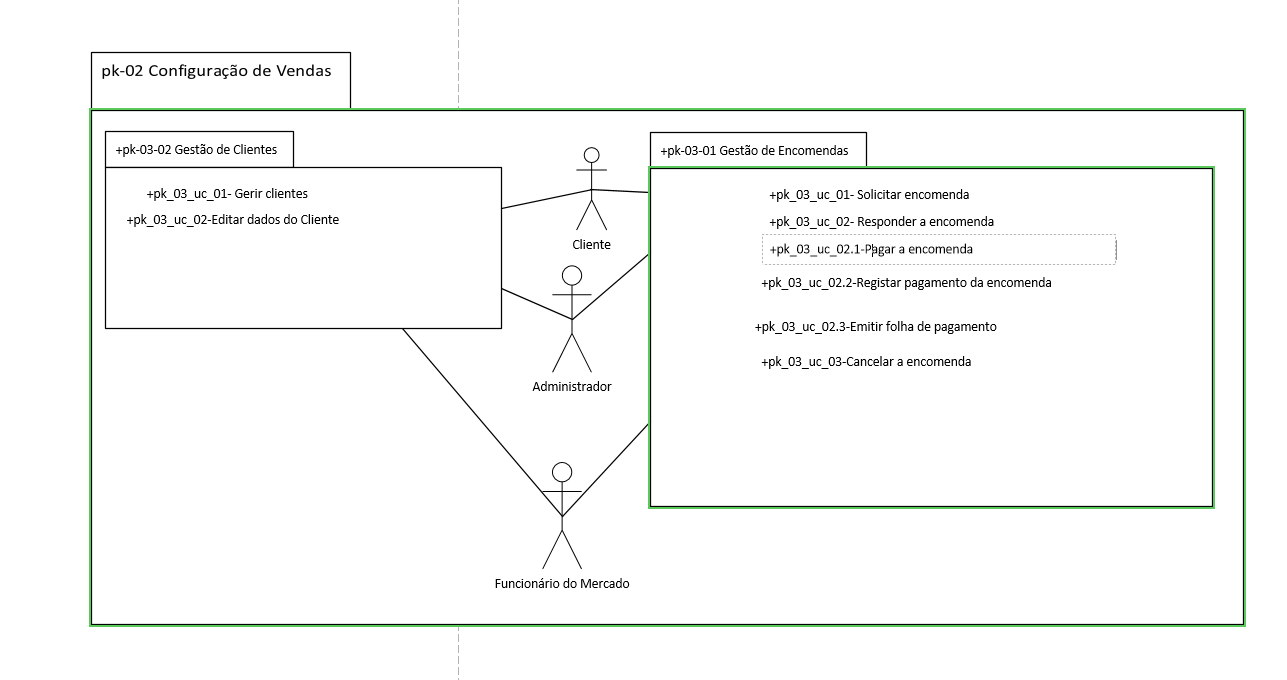 pk-02 Configuração de Vendas
+pk-03-02 Gestão de Clientes
+pk_03_uc_01- Gerir clientes
+pk_03_uc_02-Editar dados do Cliente
Cliente
Administrador
Funcionário do Mercado
+pk-03-01 Gestão de Encomendas
+pk_03_uc_01- Solicitar encomenda
+pk_03_uc_02- Responder a encomenda
+pk_03_uc_02.1-Pagar a encomenda
+pk_03_uc_02.2-Registar pagamento da encomenda
+pk_03_uc_02.3-Emitir folha de pagamento
+pk_03_uc_03-Cancelar a encomenda